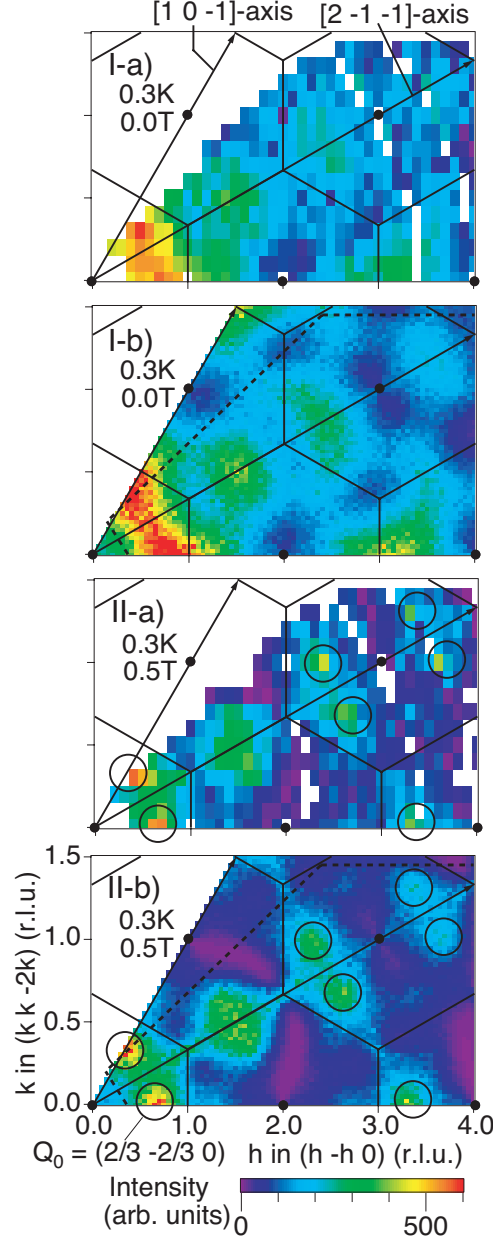 [1 0 -1]-axis [2 -1 -1]-axis
I-a)
0.3K
0.0T
I-b)
0.3K
0.0T
II-a)
0.3K
0.5T
II-b)
0.3K
0.5T
k in (k k -2k) (r.l.u.)
1.5
1.0
0.5
0.0
0.0 1.0 2.0 3.0 4.0
Q0 = (2/3 -2/3 0) h in (h -h 0) (r.l.u.)
Intensity
(arb. units)
0 500